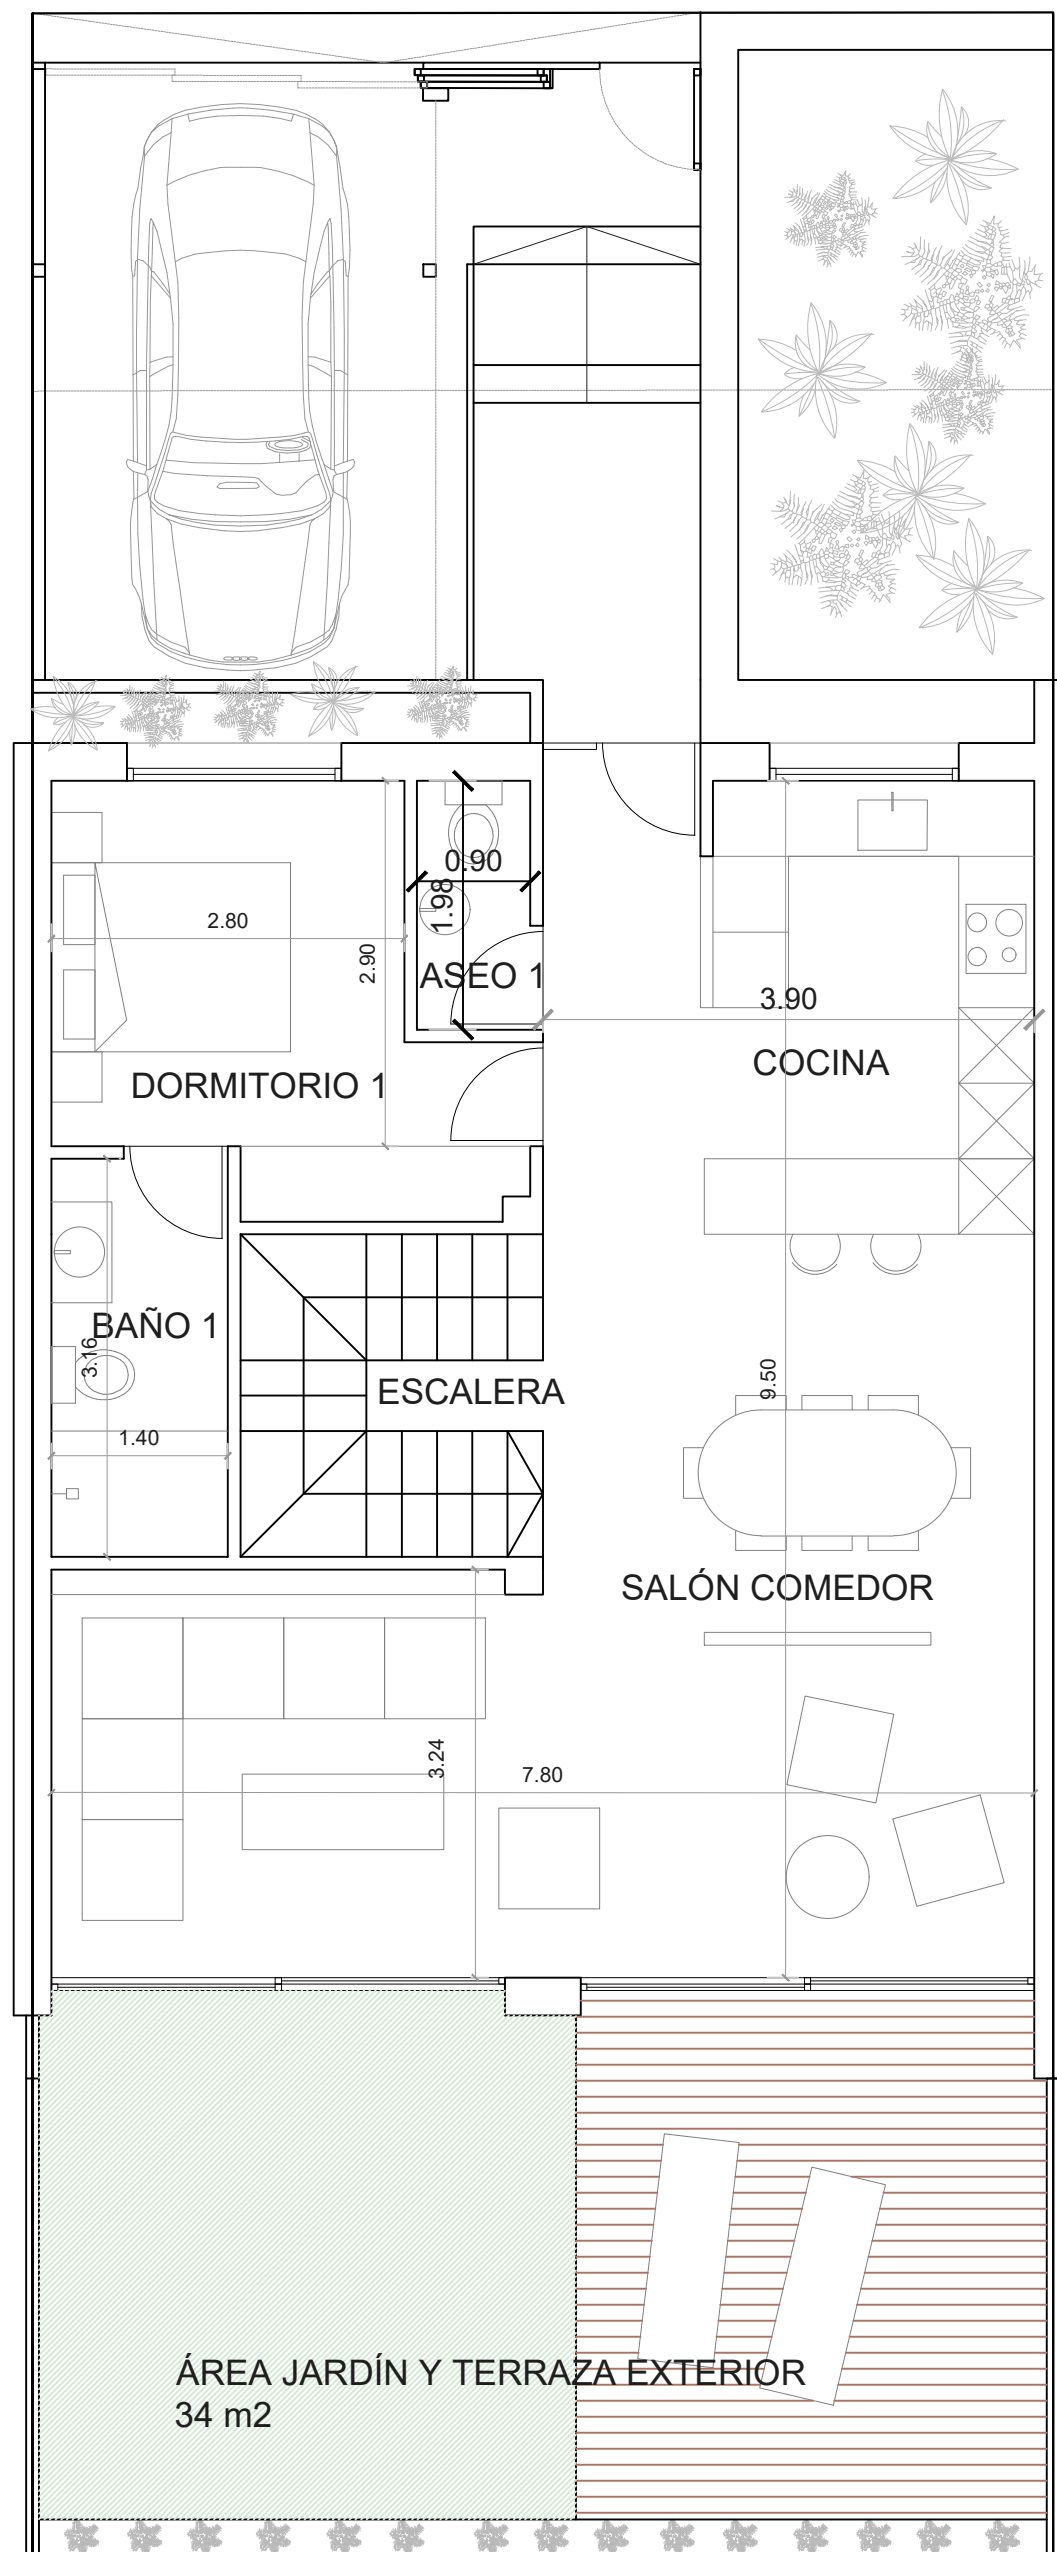 0.90
1.98
2.80
2.90
ASEO 1
3.90
COCINA
DORMITORIO 1
BAÑO 1
3.16
ESCALERA
9.50
1.40
SALÓN COMEDOR
3.24
7.80
ÁREA JARDÍN Y TERRAZA EXTERIOR
34 m2